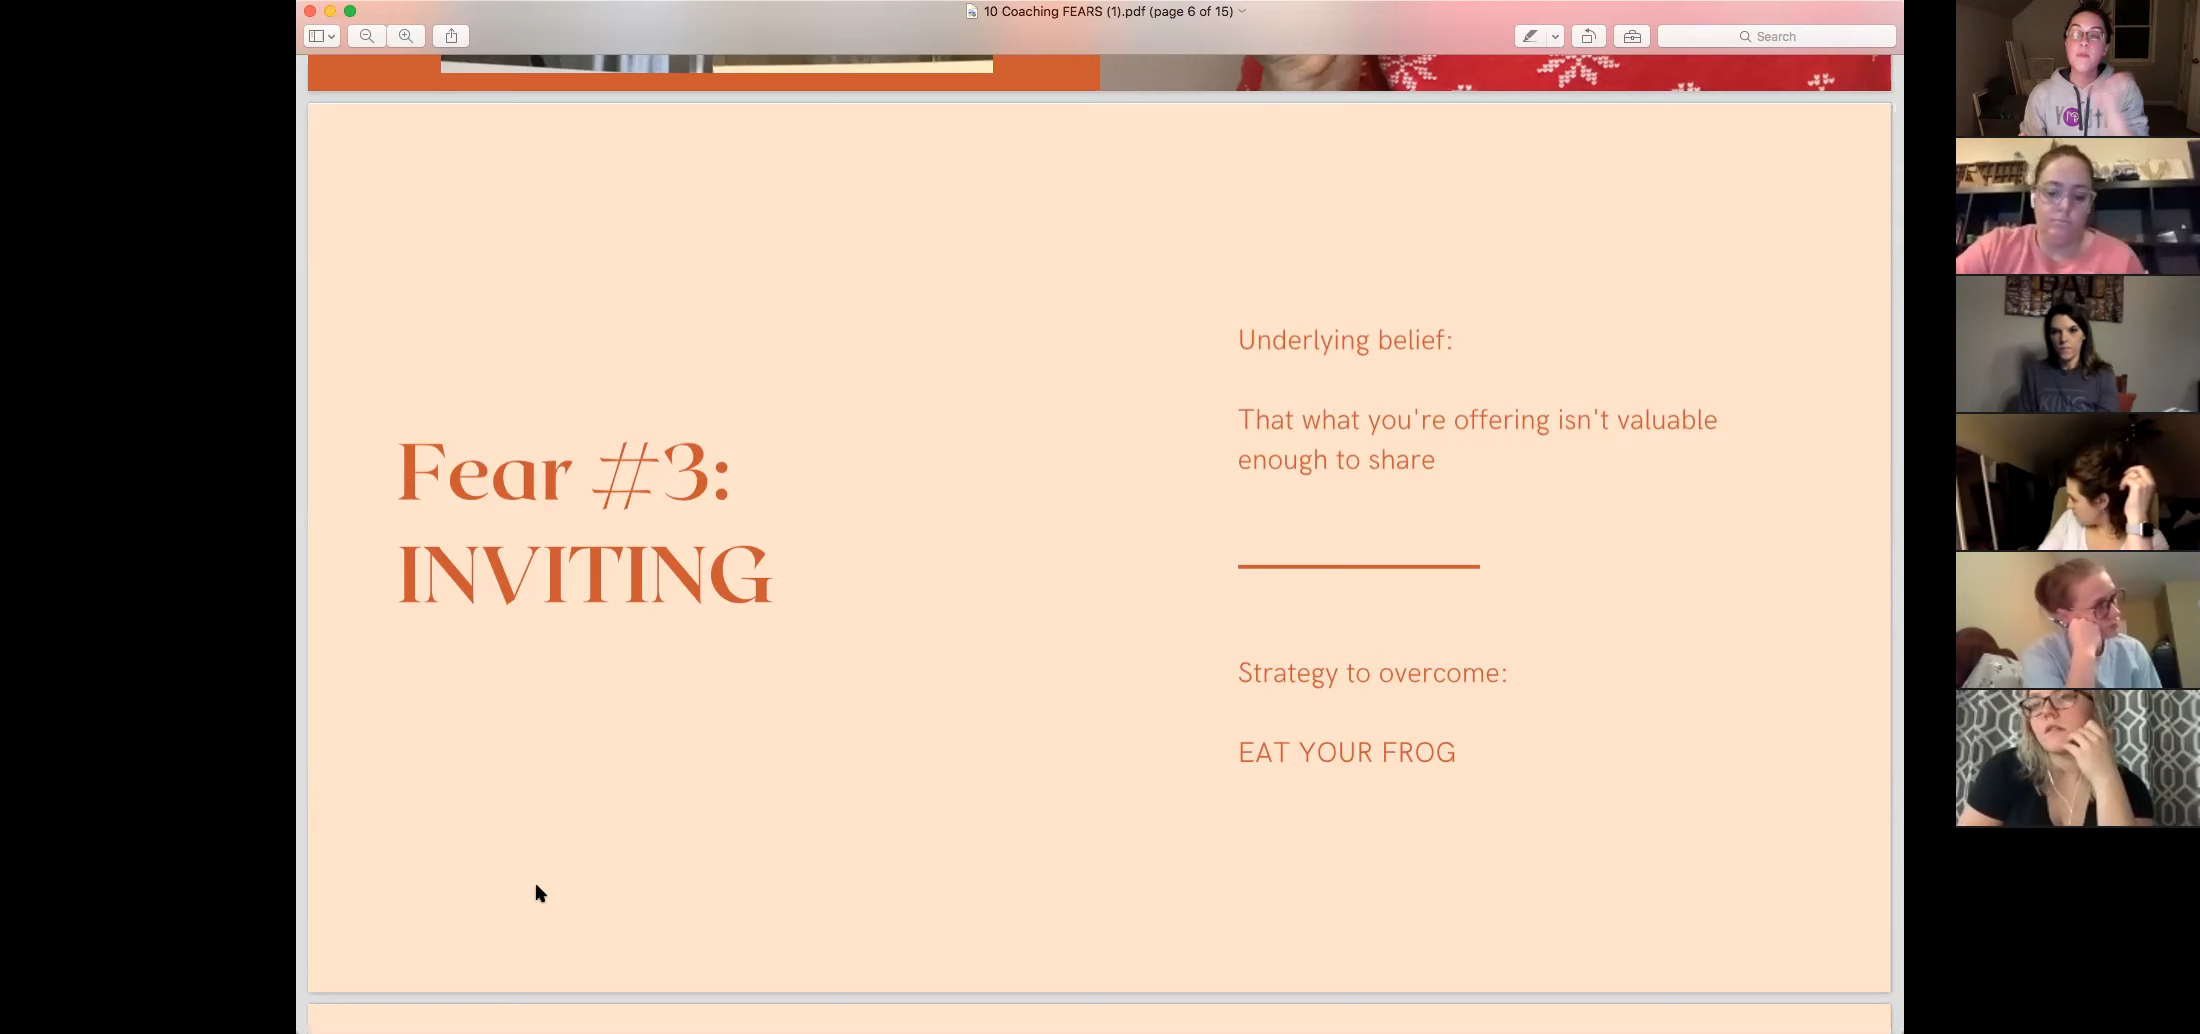 10 Coaching FEARS (1).pdf (page 6 of 15)
Search
Fear #3:
INVITING
Underlying belief:
That what you're offering isn't valuable
enough to share
Strategy to overcome:
EAT YOUR FROG
KING